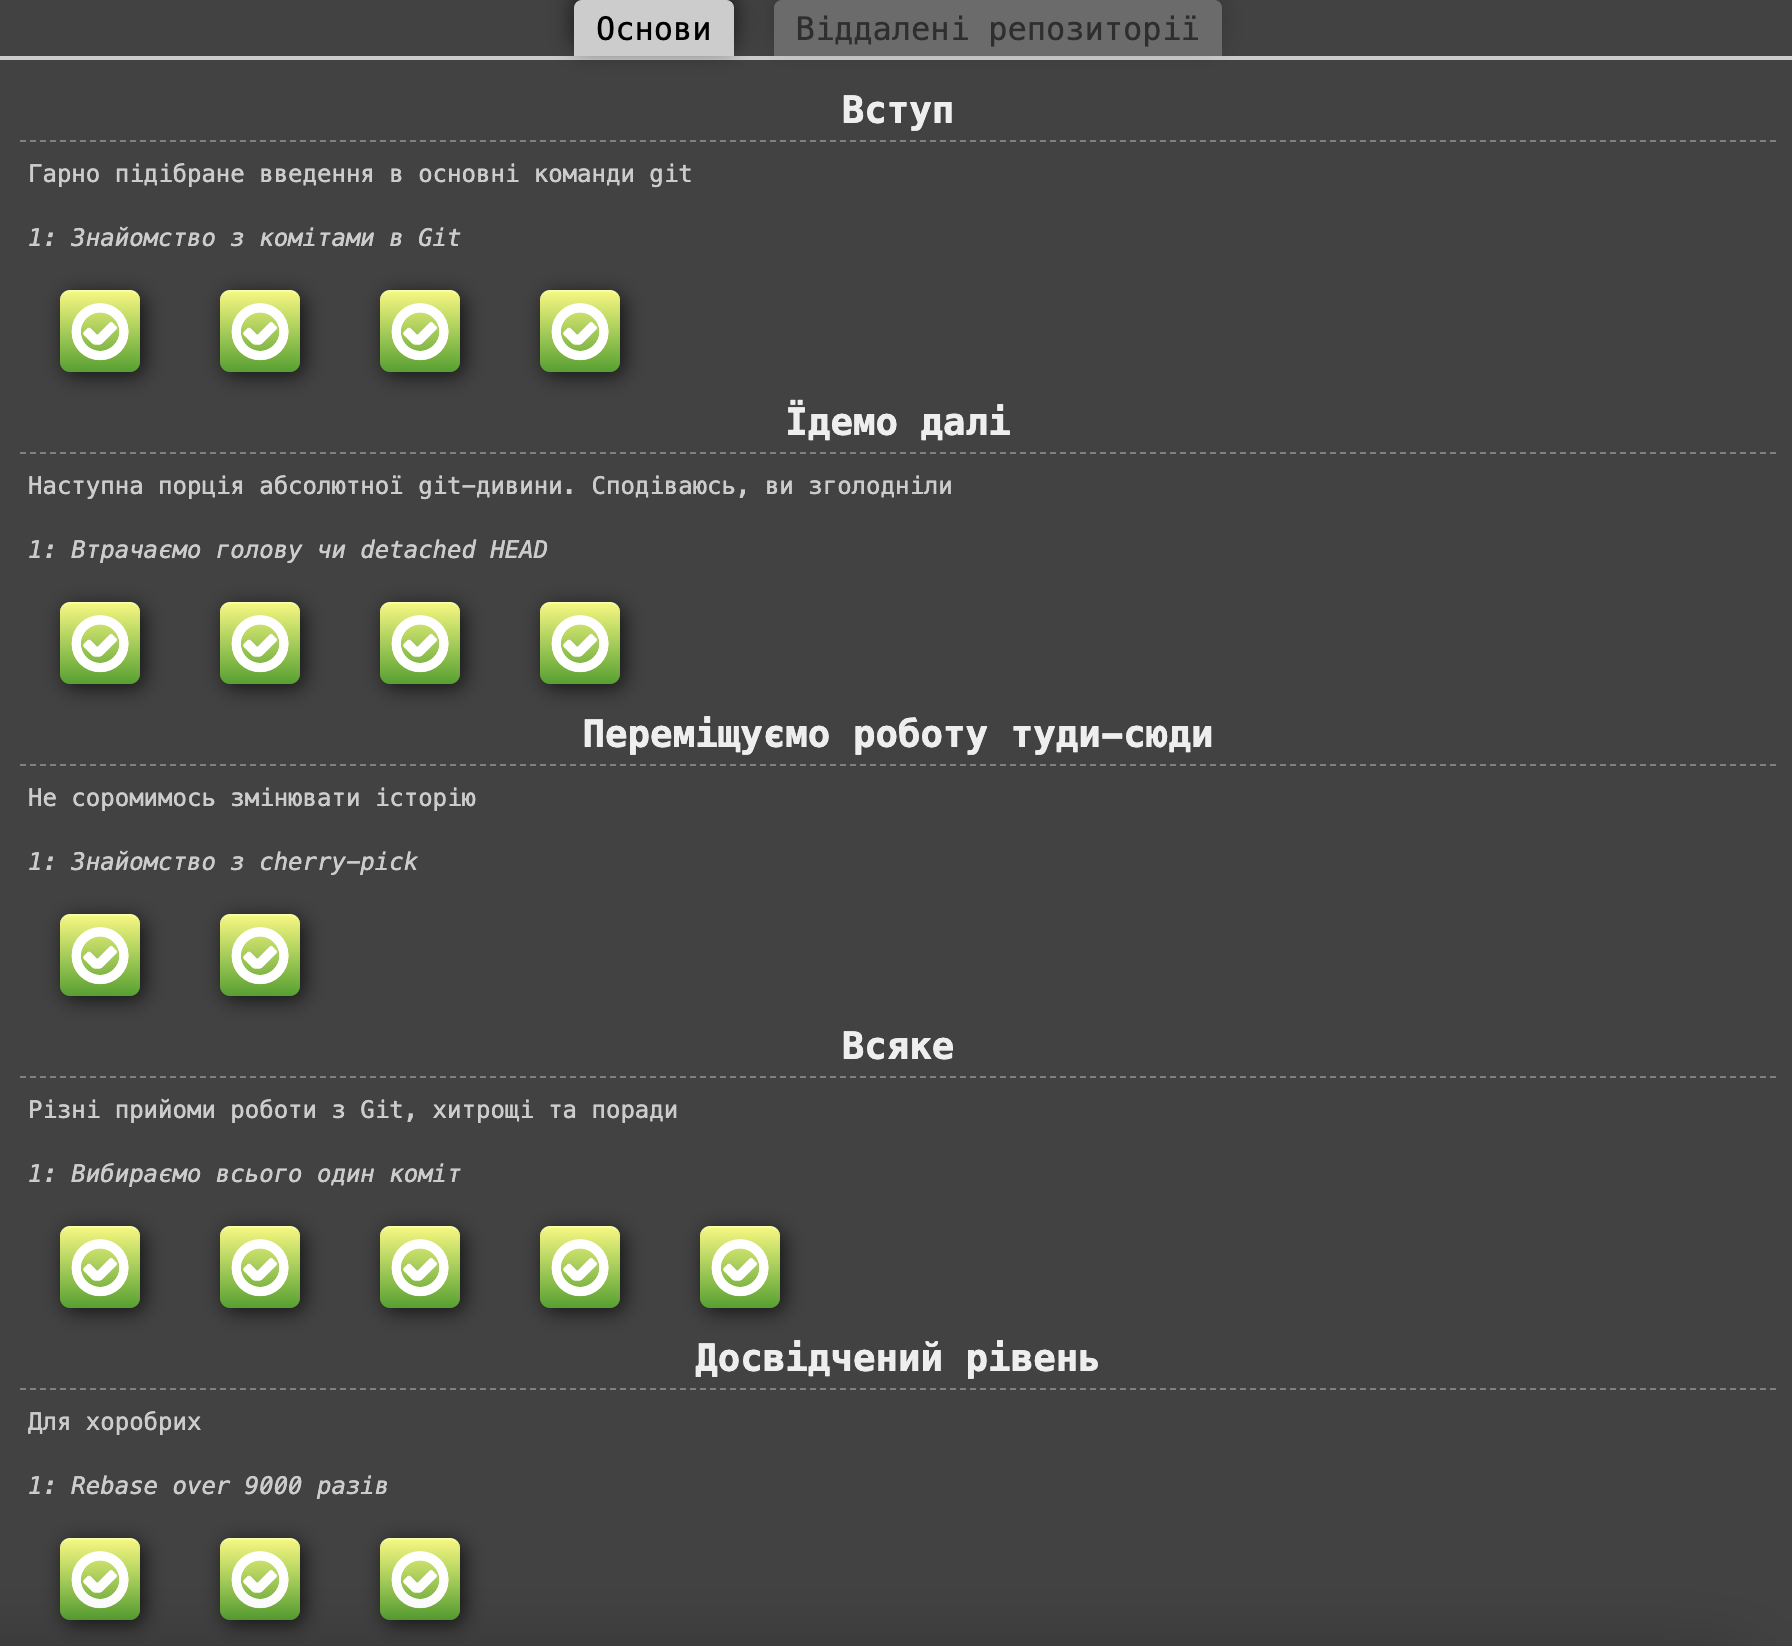 Основи
Віддалені репозиторії
Вступ
Гарно підібране введення в основні команди git
1: Знайомство з комітами в Git
Їдемо далі
Наступна порція абсолютної git-дивини. Сподіваюсь, ви зголодніли
1: Втрачаємо голову чи detached HEAD
Переміщуємо роботу туди-сюди
Не соромимось змінювати історію
1: Знайомство з cherry-pick
Всяке
Різні прийоми роботи з Git, хитрощі та поради
1: Вибираємо всього один коміт
Досвідчений рівень
Для хоробрих
1: Rebase over 9000 разів